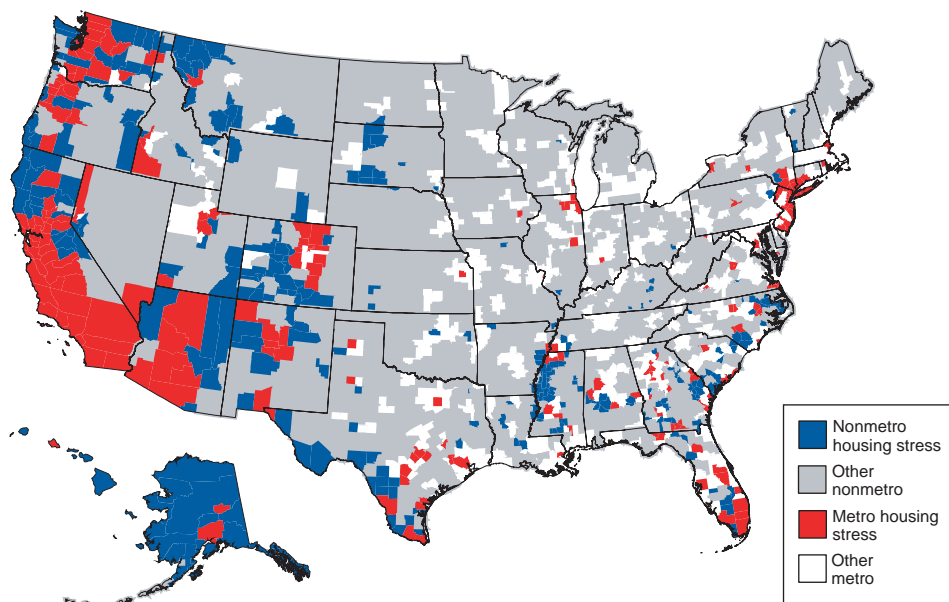 Nonmetro
housing stress
Other
nonmetro
Metro housing
stress
Other
metro